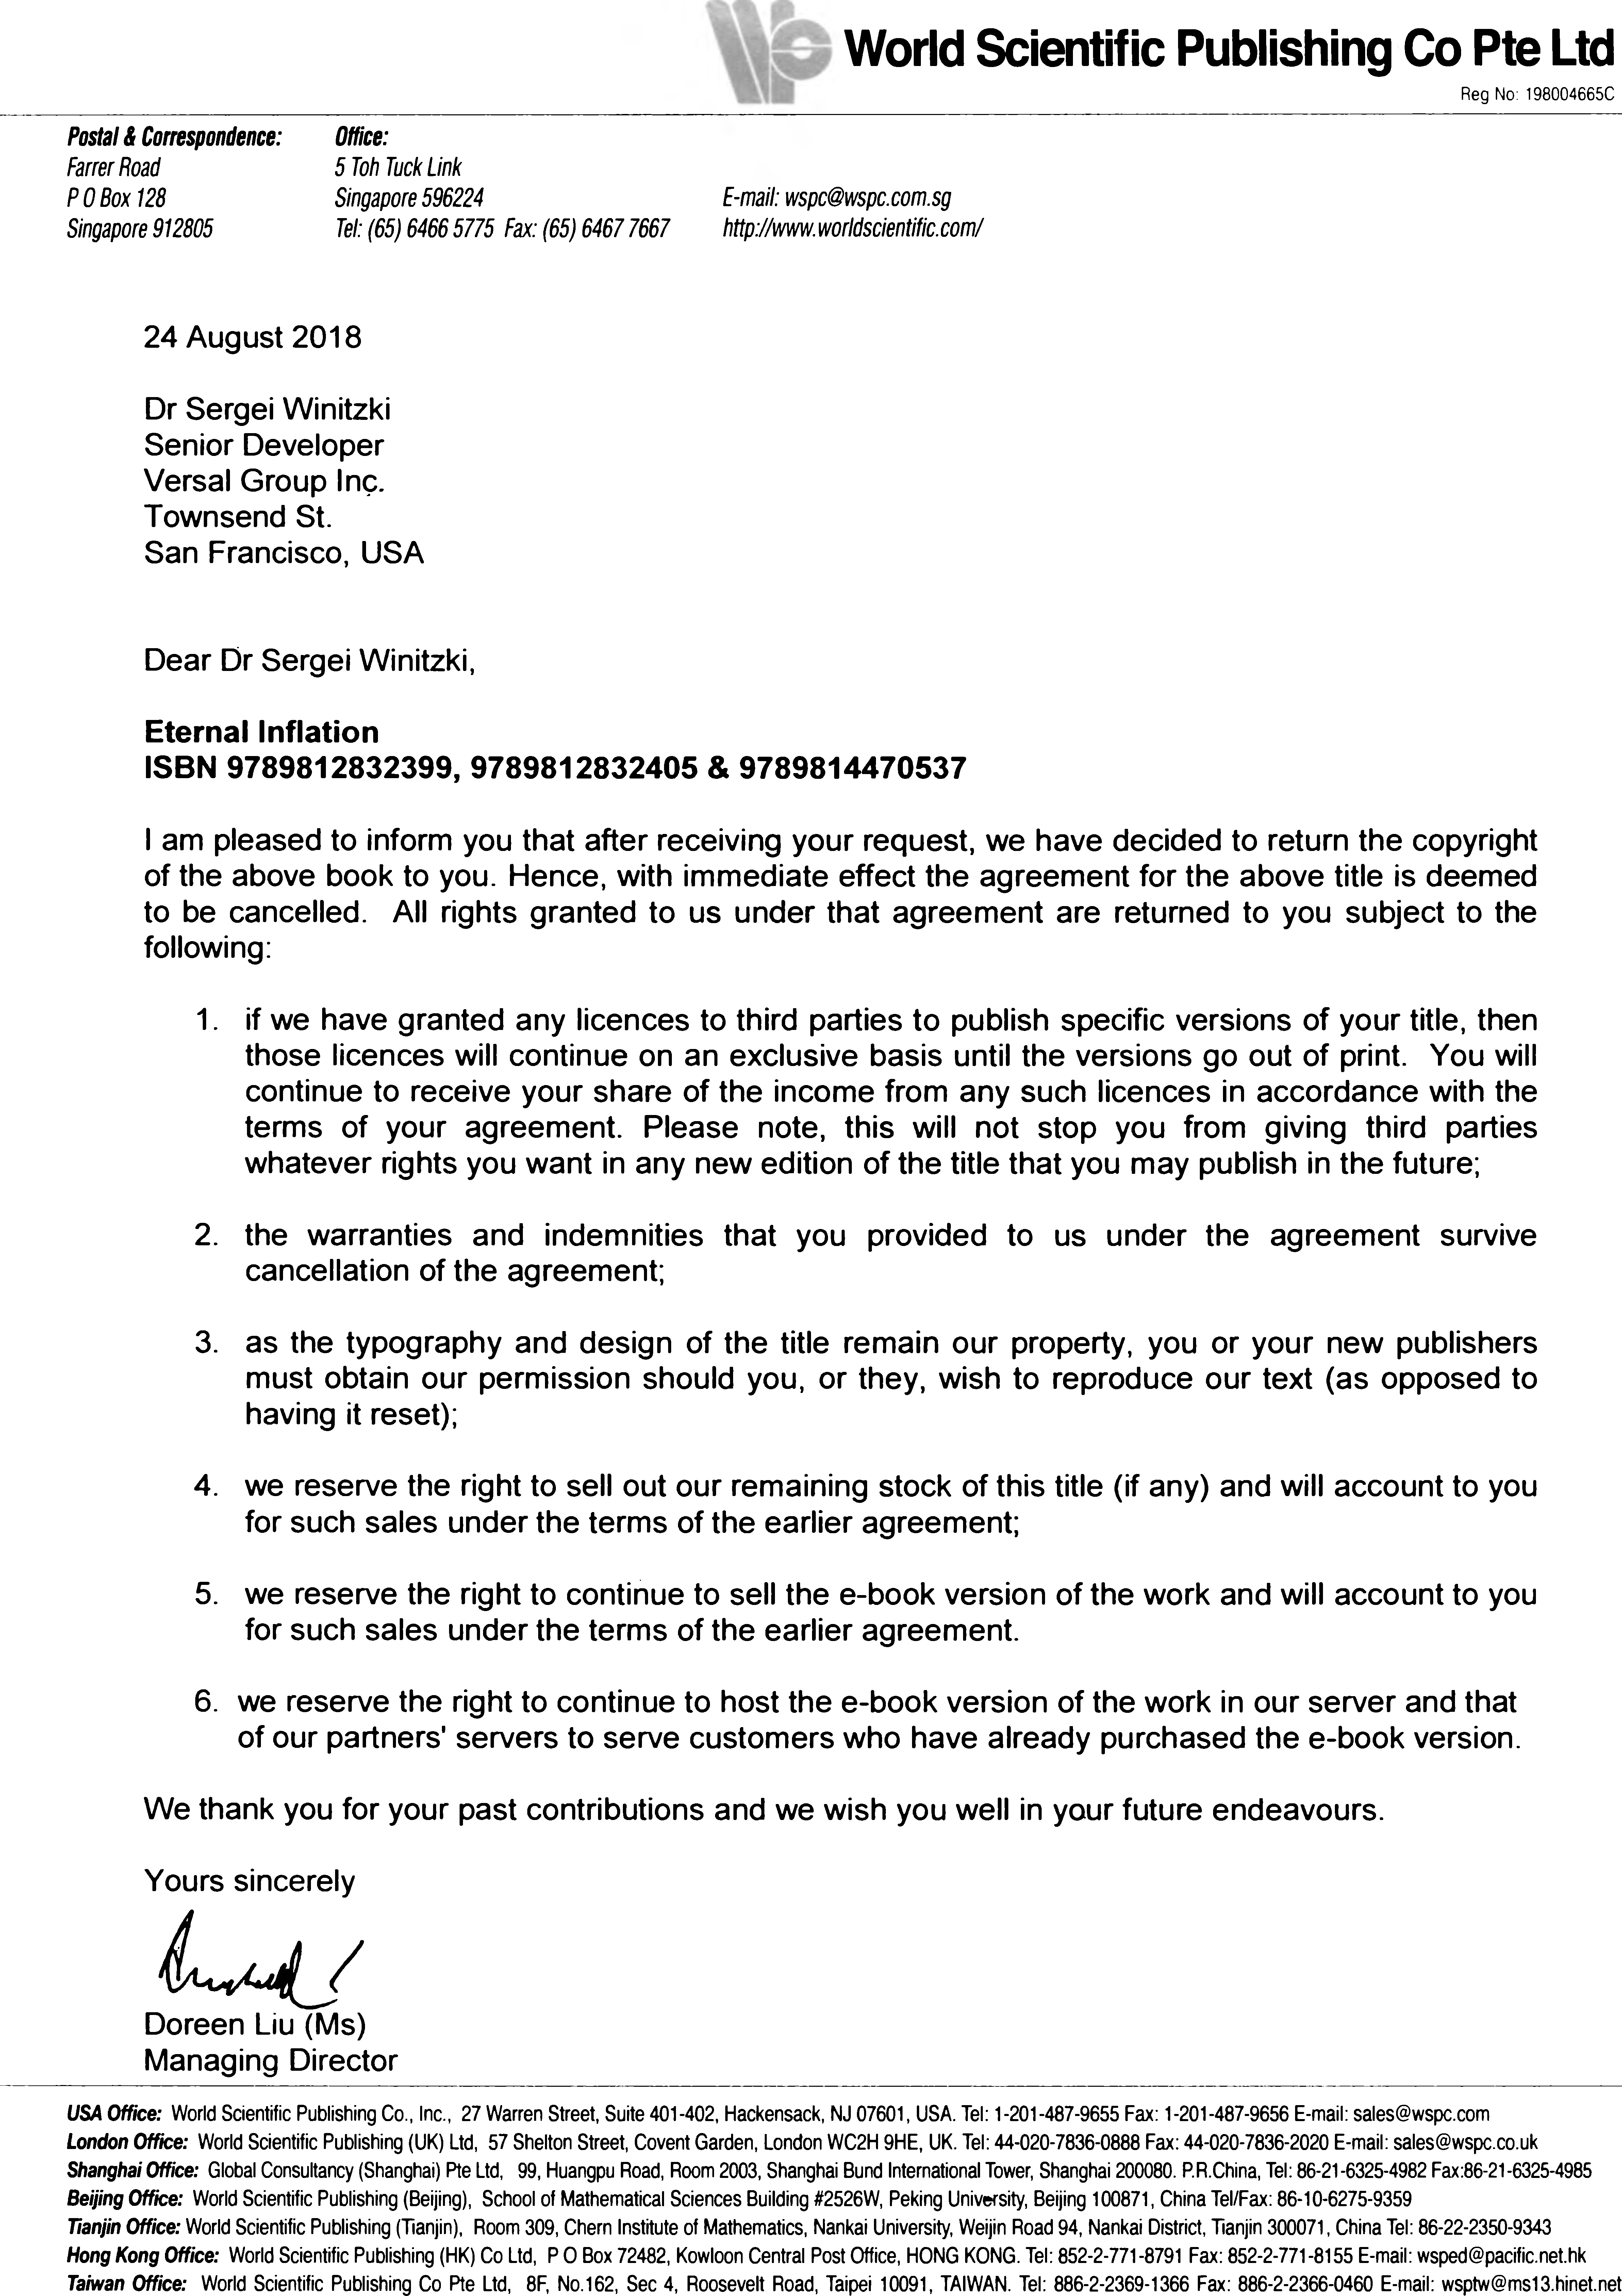 World Scientific Publishing Co Pte Ltd
Reg No: 198004665C
Postal & Correspondence:
Farrer Road
P O Box 128
Singapore 912805
Office:
5 Toh Tuck Link
Singapore 596224
Tel: (65) 6466 5775 Fax: (65) 6467 7667
E-mail: wspc@wspc.com.sg
http://www.worldscientific.com/
24 August 2018
Dr Sergei Winitzki
Senior Developer
Versal Group Inc.
Townsend St.
San Francisco, USA
Dear Dr Sergei Winitzki,
Eternal Inflation
ISBN 9789812832399, 9789812832405 & 9789814470537
I am pleased to inform you that after receiving your request, we have decided to return the copyright
of the above book to you. Hence, with immediate effect the agreement for the above title is deemed
to be cancelled. All rights granted to us under that agreement are returned to you subject to the
following:
1. if we have granted any licences to third parties to publish specific versions of your title, then
those licences will continue on an exclusive basis until the versions go out of print. You will
continue to receive your share of the income from any such licences in accordance with the
terms of your agreement. Please note, this will not stop you from giving third parties
whatever rights you want in any new edition of the title that you may publish in the future;
2. the warranties and indemnities that you provided to us under the agreement survive
cancellation of the agreement;
3. as the typography and design of the title remain our property, you or your new publishers
must obtain our permission should you, or they, wish to reproduce our text (as opposed to
having it reset);
4. we reserve the right to sell out our remaining stock of this title (if any) and will account to you
for such sales under the terms of the earlier agreement;
5. we reserve the right to continue to sell the e-book version of the work and will account to you
for such sales under the terms of the earlier agreement.
6. we reserve the right to continue to host the e-book version of the work in our server and that
of our partners' servers to serve customers who have already purchased the e-book version.
We thank you for your past contributions and we wish you well in your future endeavours.
Yours sincerely
Doreen Liu (Ms)
Managing Director
USA Office: World Scientific Publishing Co., Inc., 27 Warren Street, Suite 401-402, Hackensack, NJ 07601, USA. Tel: 1-201-487-9655 Fax: 1-201-487-9656 E-mail: sales@wspc.com
London Office: World Scientific Publishing (UK) Ltd, 57 Shelton Street, Covent Garden, London WC2H 9HE, UK. Tel: 44-020-7836-0888 Fax: 44-020-7836-2020 E-mail: sales@wspc.co.uk
Shanghai Office: Global Consultancy (Shanghai) Pte Ltd, 99, Huangpu Road, Room 2003, Shanghai Bund International Tower, Shanghai 200080. P.R.China, Tel: 86-21-6325-4982 Fax:86-21-6325-4985
Beijing Office: World Scientific Publishing (Beijing), School of Mathematical Sciences Building #2526W, Peking University, Beijing 100871, China Tel/Fax: 86-10-6275-9359
Tianjin Office: World Scientific Publishing (Tianjin), Room 309, Chern Institute of Mathematics, Nankai University, Weijin Road 94, Nankai District, Tianjin 300071, China Tel: 86-22-2350-9343
Hong Kong Office: World Scientific Publishing (HK) Co Ltd, P O Box 72482, Kowloon Central Post Office, HONG KONG. Tel: 852-2-771-8791 Fax: 852-2-771-8155 E-mail: wsped@pacific.net.hk
Taiwan Office: World Scientific Publishing Co Pte Ltd, 8F, No.162, Sec 4, Roosevelt Road, Taipei 10091, TAIWAN. Tel: 886-2-2369-1366 Fax: 886-2-2366-0460 E-mail: wsptw@ms13.hinet.net